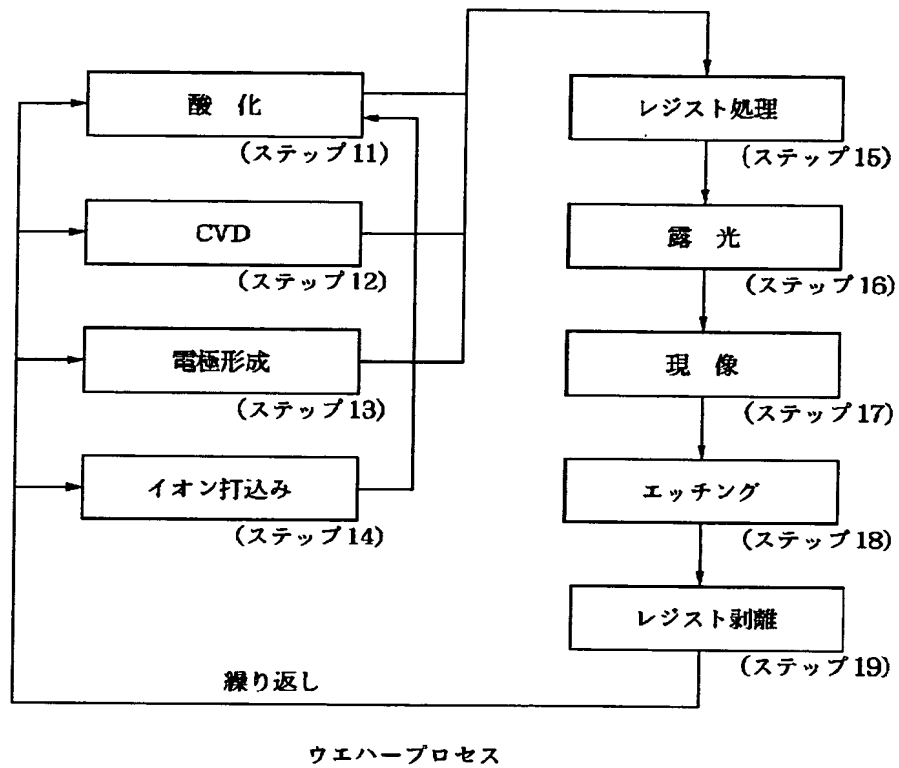 酸 化
(ステップ11)
CVD
(ステップ12)
電極形成
(ステップ13)
イオン打込み
(ステップ14)
レジスト処理
(ステップ15)
露 光
(ステップ16)
現 像
(ステップ17)
エッチング
(ステップ18)
レジスト剥離
(ステップ19)
繰り返し
ウエハープロセス